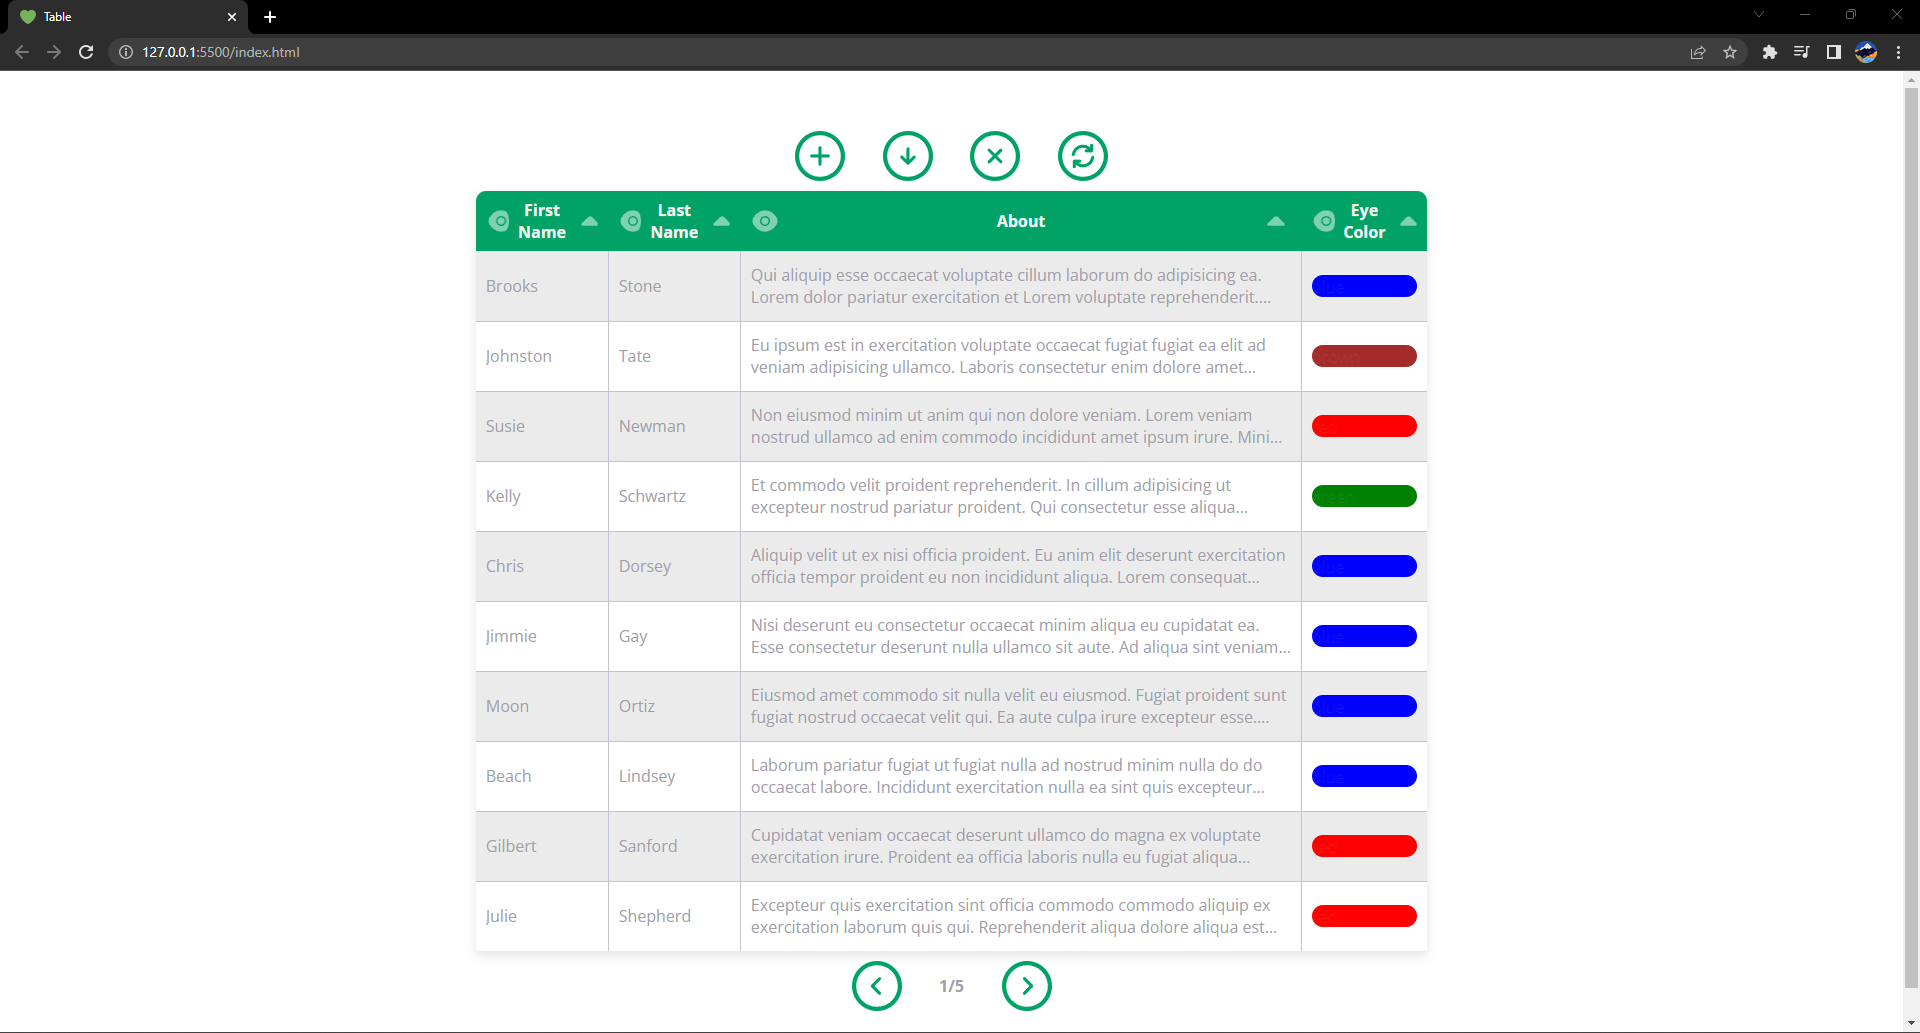 Table
127.0.0.1:5500/index.html
First Name
Last Name
About
Eye Color
Brooks
Stone
Qui aliquip esse occaecat voluptate cillum laborum do adipisicing ea.
Lorem dolor pariatur exercitation et Lorem voluptate reprehenderit....
blue
Johnston
Tate
Eu ipsum est in exercitation voluptate occaecat fugiat fugiat ea elit ad
veniam adipisicing ullamco. Laboris consectetur enim dolore amet...
brown
Susie
Newman
Non eiusmod minim ut anim qui non dolore veniam. Lorem veniam
nostrud ullamco ad enim commodo incididunt amet ipsum irure. Mini...
red
Kelly
Schwartz
Et commodo velit proident reprehenderit. In cillum adipisicing ut
excepteur nostrud pariatur proident. Qui consectetur esse aliqua...
green
Chris
Dorsey
Aliquip velit ut ex nisi officia proident. Eu anim elit deserunt exercitation
officia tempor proident eu non incididunt aliqua. Lorem consequat...
blue
Jimmie
Gay
Nisi deserunt eu consectetur occaecat minim aliqua eu cupidatat ea.
Esse consectetur deserunt nulla ullamco sit aute. Ad aliqua sint veniam...
blue
Moon
Ortiz
Eiusmod amet commodo sit nulla velit eu eiusmod. Fugiat proident sunt
fugiat nostrud occaecat velit qui. Ea aute culpa irure excepteur esse....
blue
Beach
Lindsey
Laborum pariatur fugiat ut fugiat nulla ad nostrud minim nulla do do
occaecat labore. Incididunt exercitation nulla ea sint quis excepteur...
blue
Gilbert
Sanford
Cupidatat veniam occaecat deserunt ullamco do magna ex voluptate
exercitation irure. Proident ea officia laboris nulla eu fugiat aliqua...
red
Julie
Shepherd
Excepteur quis exercitation sint officia commodo commodo aliquip ex
exercitation laborum quis qui. Reprehenderit aliqua dolore aliqua est...
red
1/5